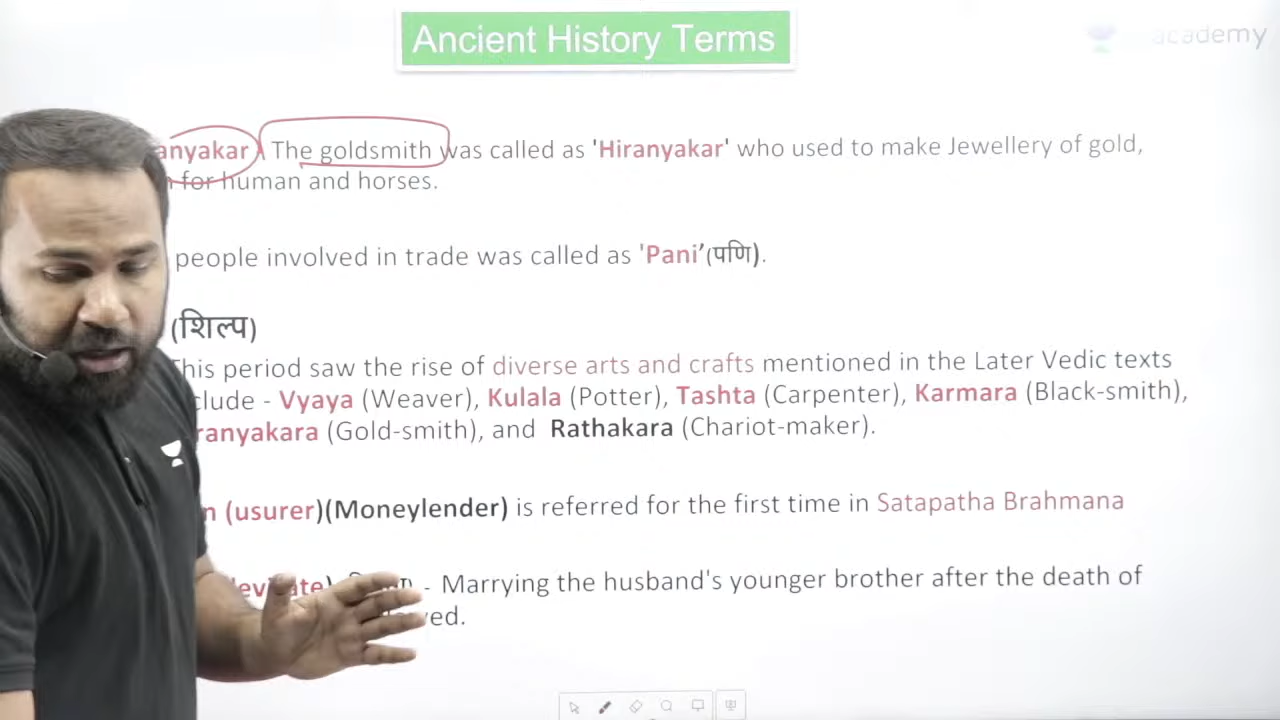 Ancient History Terms
academy
anyakar The goldsmith was called as 'Hiranyakar' who used to make Jewellery of gold,
for human and horses.
people involved in trade was called as 'Pani'(पणि).
(शिल्प)
This period saw the rise of diverse arts and crafts mentioned in the Later Vedic texts
clude - Vyaya (Weaver), Kulala (Potter), Tashta (Carpenter), Karmara (Black-smith),
ranyakara (Gold-smith), and Rathakara (Chariot-maker).
n (usurer)(Moneylender) is referred for the first time in Satapatha Brahmana
- Marrying the husband's younger brother after the death of